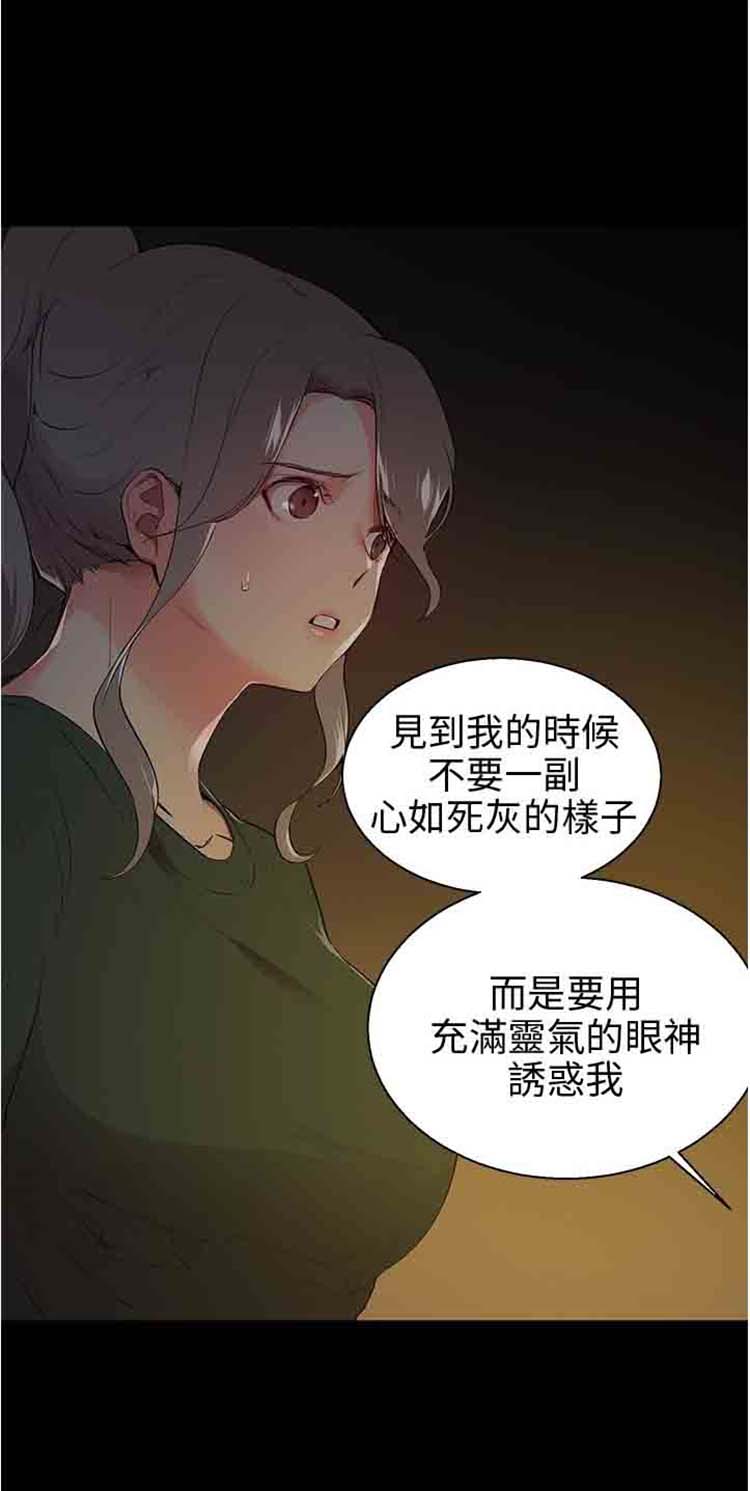 見到我的時候
不要一副
心如死灰的樣子
而是要用
充滿靈氣的眼神
誘惑我